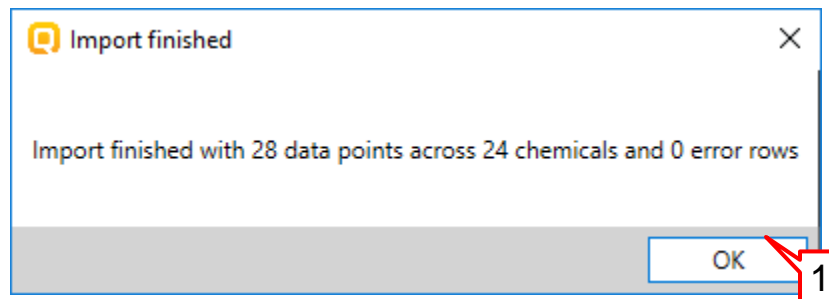 Import finished
Import finished with 28 data points across 24 chemicals and 0 error rows
OK
1